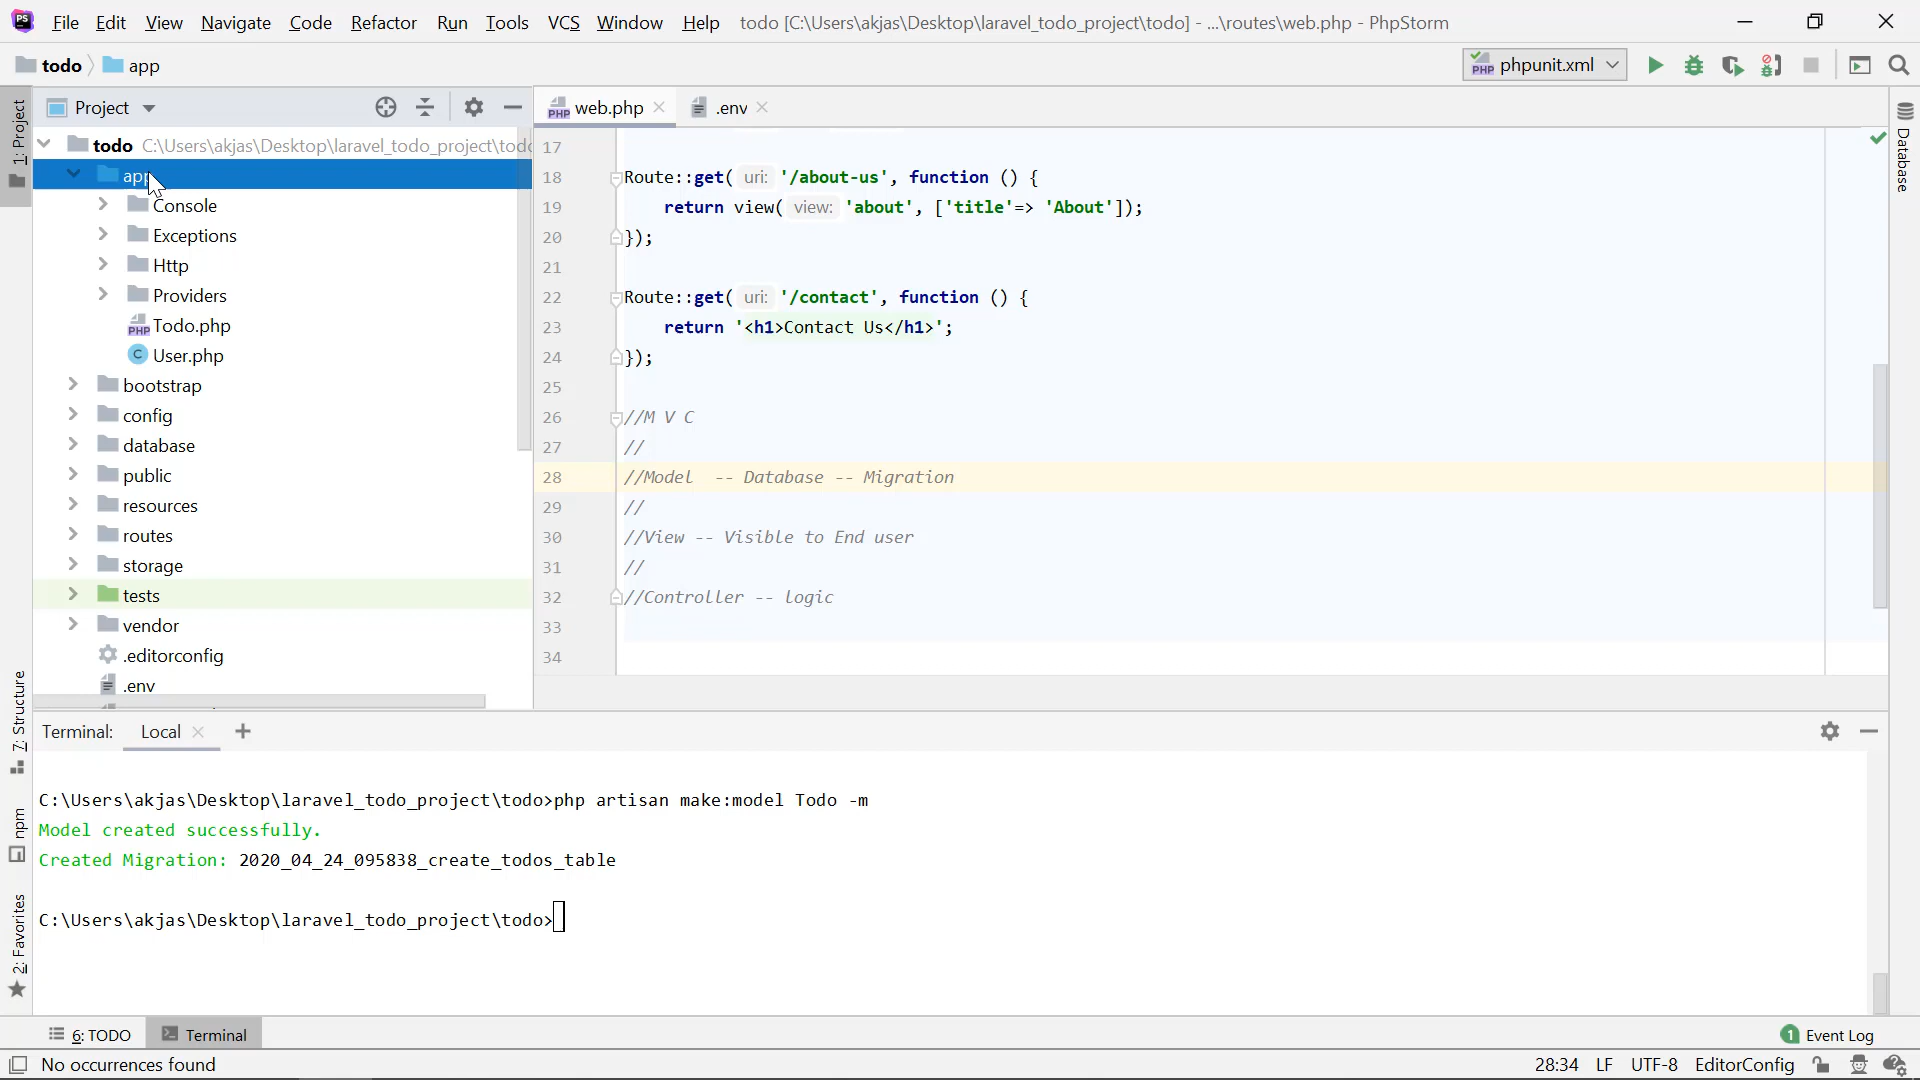 PS File Edit View Navigate Code Refactor Run Tools VCS Window Help todo [C:\Users\akjas\Desktop\laravel_todo_project\todo] - ...\routes\web.php - PhpStorm
todo app PHP phpunit.xml
1: Project
Project
PHP web.php .env
Database
todo C:\Users\akjas\Desktop\laravel_todo_project\todo
app
Console
Exceptions
Http
Providers
PHP Todo.php
C User.php
bootstrap
config
database
public
resources
routes
storage
tests
vendor
.editorconfig
.env
17
18 Route::get( uri: '/about-us', function () {
19 return view( view: 'about', ['title'=> 'About']);
20 });
21
22 Route::get( uri: '/contact', function () {
23 return '<h1>Contact Us</h1>';
24 });
25
26 //M V C
27 //
28 //Model -- Database -- Migration
29 //
30 //View -- Visible to End user
31 //
32 //Controller -- logic
33
34
7: Structure
npm
2: Favorites
Terminal: Local
C:\Users\akjas\Desktop\laravel_todo_project\todo>php artisan make:model Todo -m
Model created successfully.
Created Migration: 2020_04_24_095838_create_todos_table
C:\Users\akjas\Desktop\laravel_todo_project\todo>
6: TODO Terminal 1 Event Log
No occurrences found 28:34 LF UTF-8 EditorConfig